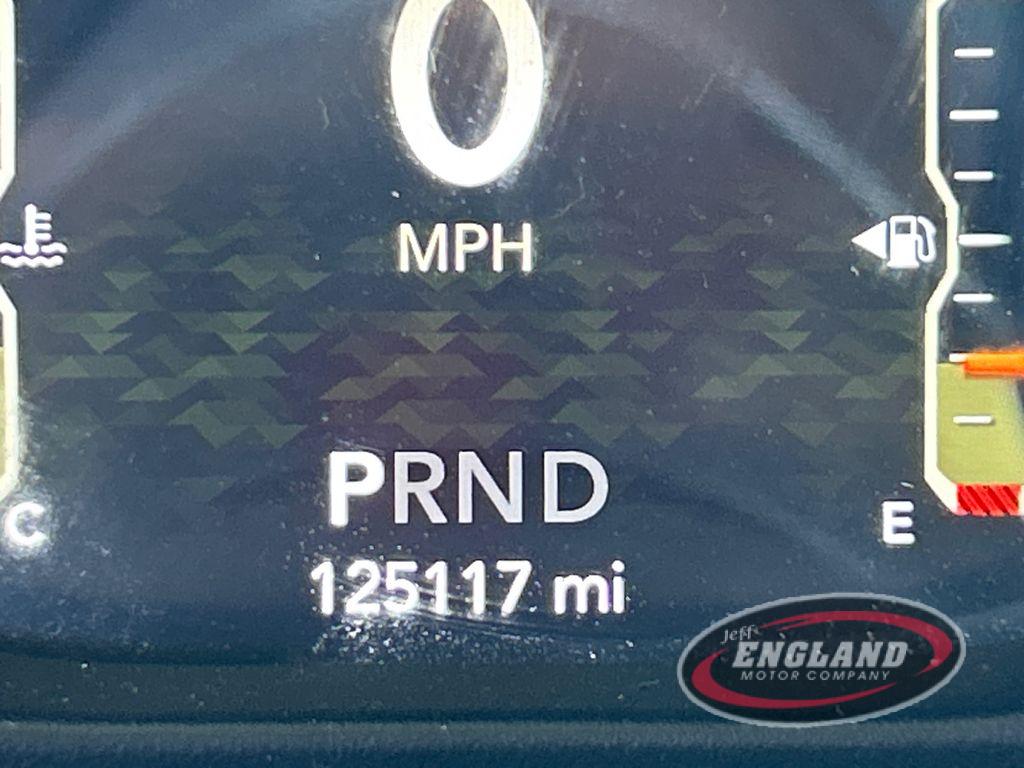 0
MPH
PRND
C
E
125117 mi
Jeff
ENGLAND
MOTOR COMPANY